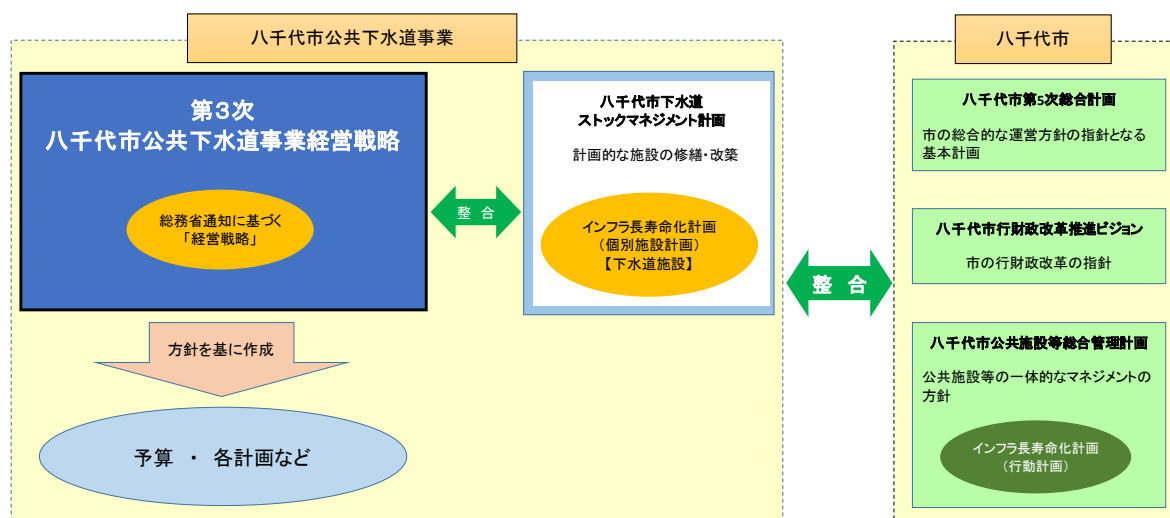 八千代市公共下水道事業
第3次
八千代市公共下水道事業経営戦略
総務省通知に基づく
「経営戦略」
整 合
八千代市下水道
ストックマネジメント計画
計画的な施設の修繕・改築
インフラ長寿命化計画
(個別施設計画)
【下水道施設】
方針を基に作成
予算 ・ 各計画など
整 合
八千代市
八千代市第5次総合計画
市の総合的な運営方針の指針となる
基本計画
八千代市行財政改革推進ビジョン
市の行財政改革の指針
八千代市公共施設等総合管理計画
公共施設等の一体的なマネジメントの
方針
インフラ長寿命化計画
(行動計画)